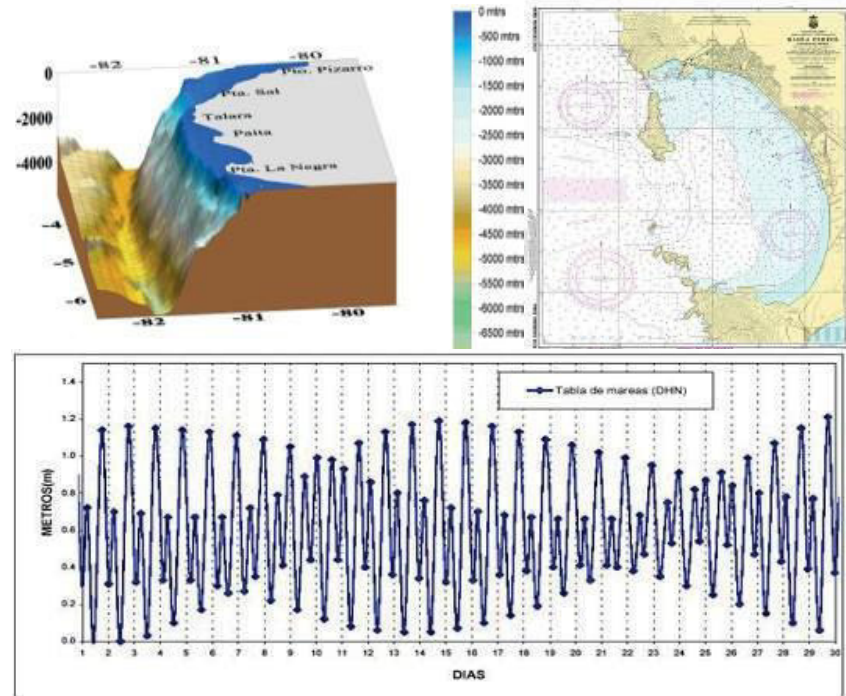 -82
-81
-80
0
-2000
-4000
Pto. Pizarro
Pta. Sal
Talara
Paita
Pta. La Negra
-4
-5
-6
-82
-81
-80
0 mtrs
-500 mtrs
-1000 mtrs
-1500 mtrs
-2000 mtrs
-2500 mtrs
-3000 mtrs
-3500 mtrs
-4000 mtrs
-4500 mtrs
-5000 mtrs
-5500 mtrs
-6000 mtrs
-6500 mtrs
Tabla de mareas (DHN)
METROS(m)
1.4
1.2
1.0
0.8
0.6
0.4
0.2
0.0
1 2 3 4 5 6 7 8 9 10 11 12 13 14 15 16 17 18 19 20 21 22 23 24 25 26 27 28 29 30
DIAS